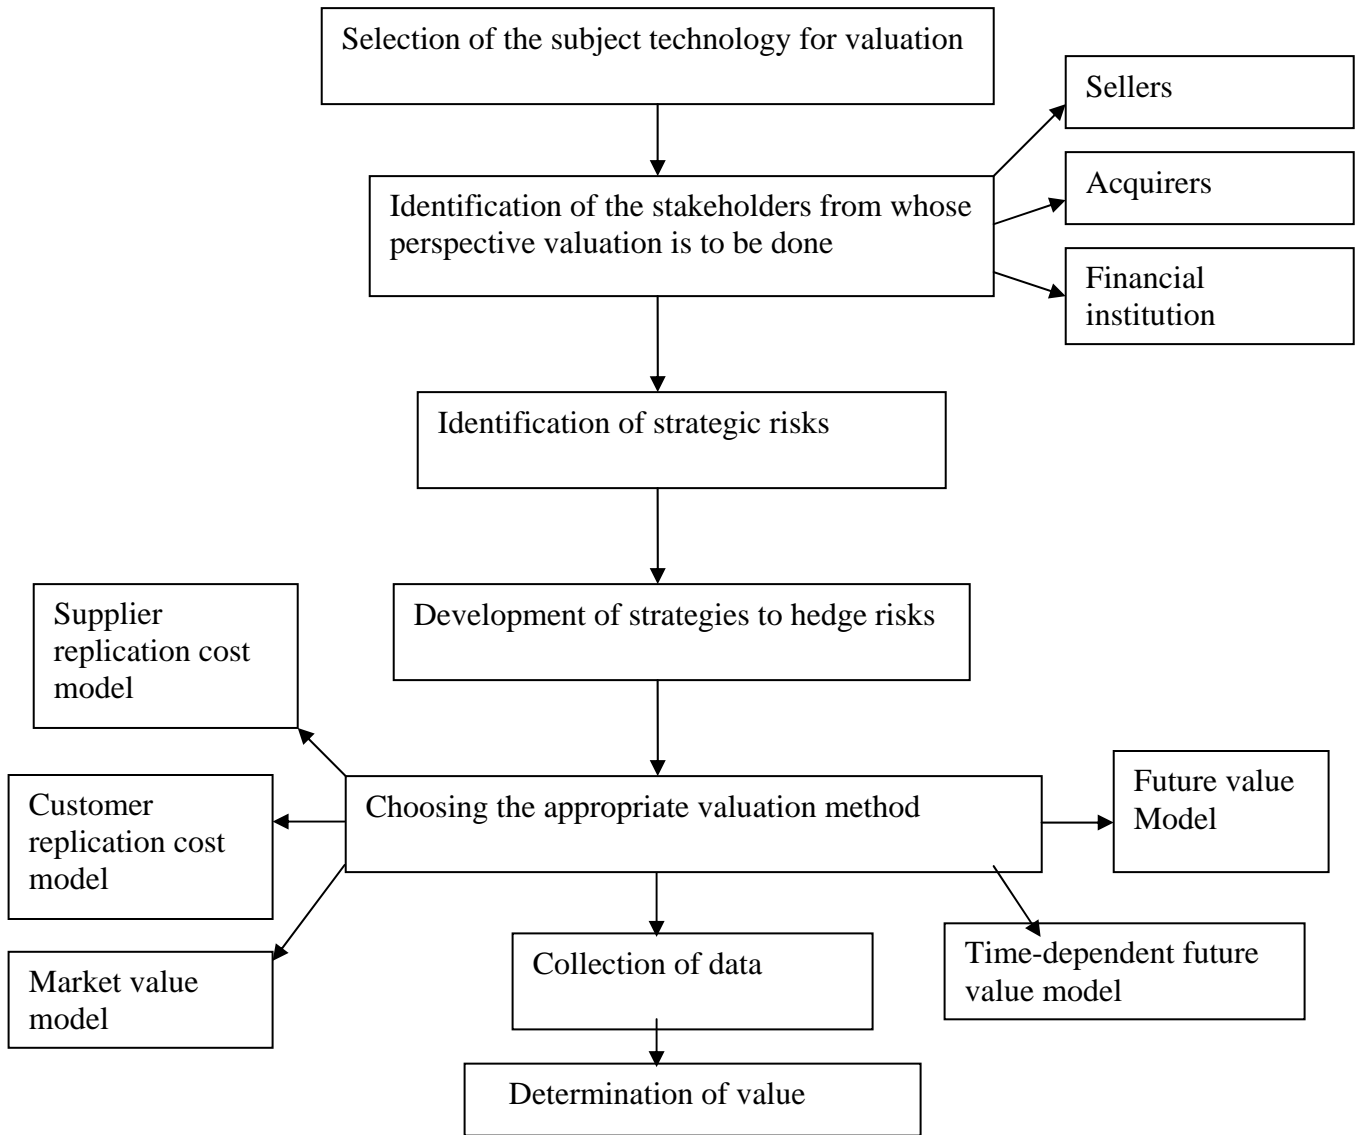 Selection of the subject technology for valuation
Sellers
Acquirers
Identification of the stakeholders from whose
perspective valuation is to be done
Financial
institution
Identification of strategic risks
Development of strategies to hedge risks
Supplier
replication cost
model
Choosing the appropriate valuation method
Future value
Model
Customer
replication cost
model
Market value
model
Collection of data
Time-dependent future
value model
Determination of value